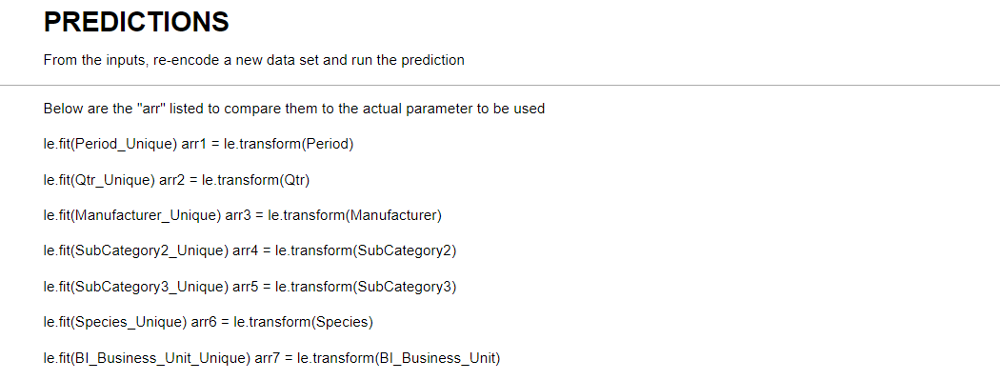 PREDICTIONS
From the inputs, re-encode a new data set and run the prediction
Below are the "arr" listed to compare them to the actual parameter to be used
le.fit(Period_Unique) arr1 = le.transform(Period)
le.fit(Qtr_Unique) arr2 = le.transform(Qtr)
le.fit(Manufacturer_Unique) arr3 = le.transform(Manufacturer)
le.fit(SubCategory2_Unique) arr4 = le.transform(SubCategory2)
le.fit(SubCategory3_Unique) arr5 = le.transform(SubCategory3)
le.fit(Species_Unique) arr6 = le.transform(Species)
le.fit(BI_Business_Unit_Unique) arr7 = le.transform(BI_Business_Unit)